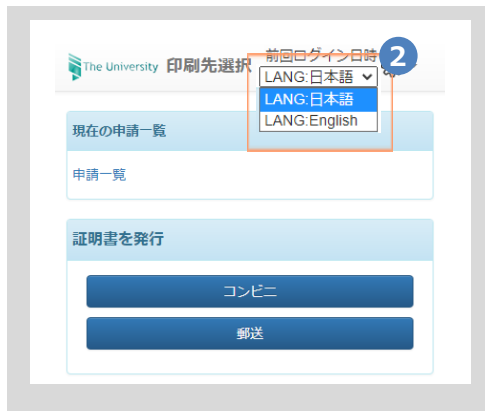 The University 印刷先選択
前回ログイン日時
2
LANG:日本語
LANG:日本語
LANG:English
現在の申請一覧
申請一覧
証明書を発行
コンビニ
郵送